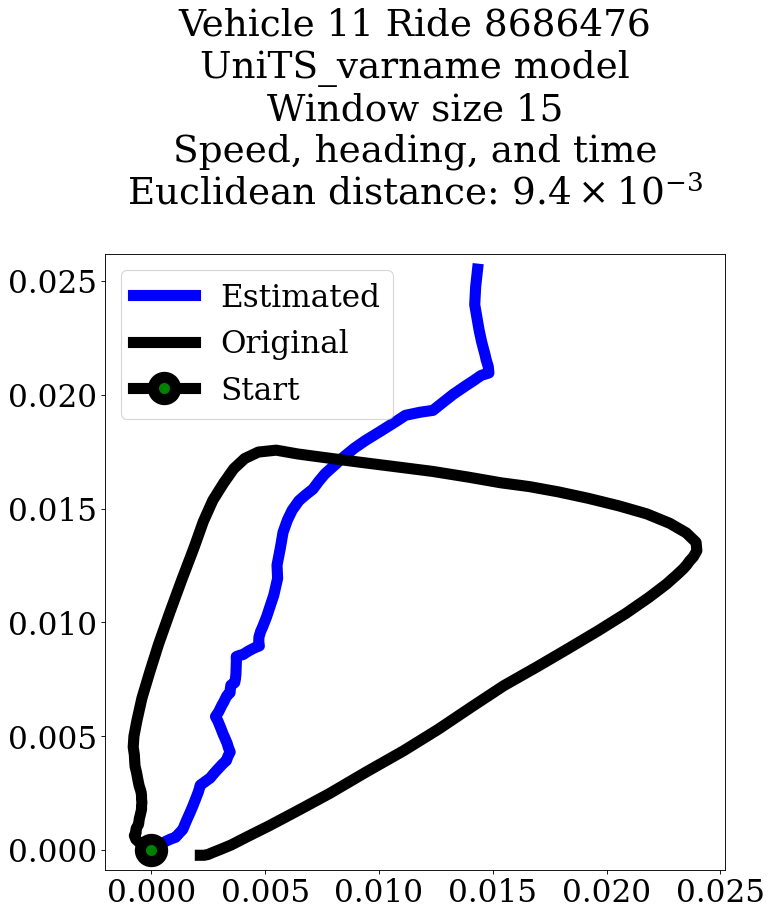 Vehicle 11 Ride 8686476
UniTS_varname model
Window size 15
Speed, heading, and time
Euclidean distance: 9.4 × 10⁻³
Estimated
Original
Start
0.025
0.020
0.015
0.010
0.005
0.000
0.000 0.005 0.010 0.015 0.020 0.025